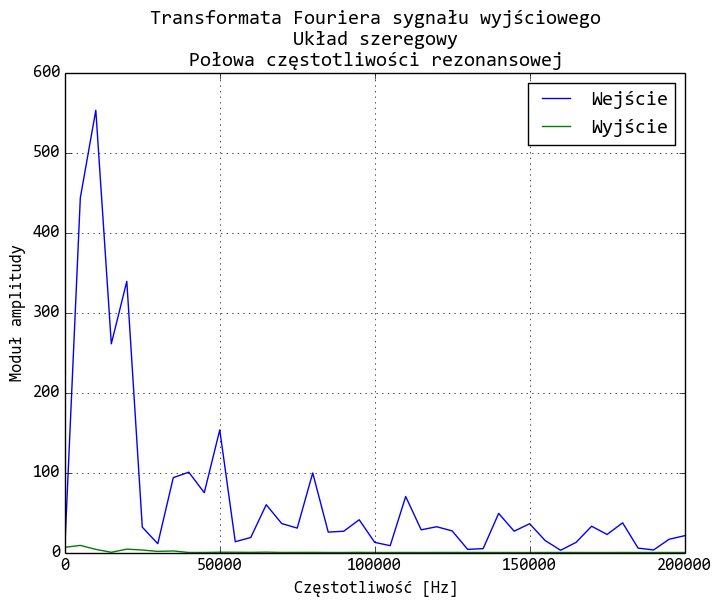 Transformata Fouriera sygnału wyjściowego
Układ szeregowy
Połowa częstotliwości rezonansowej
600
500
400
300
200
100
0
Moduł amplitudy
Wejście
Wyjście
0 50000 100000 150000 200000
Częstotliwość [Hz]